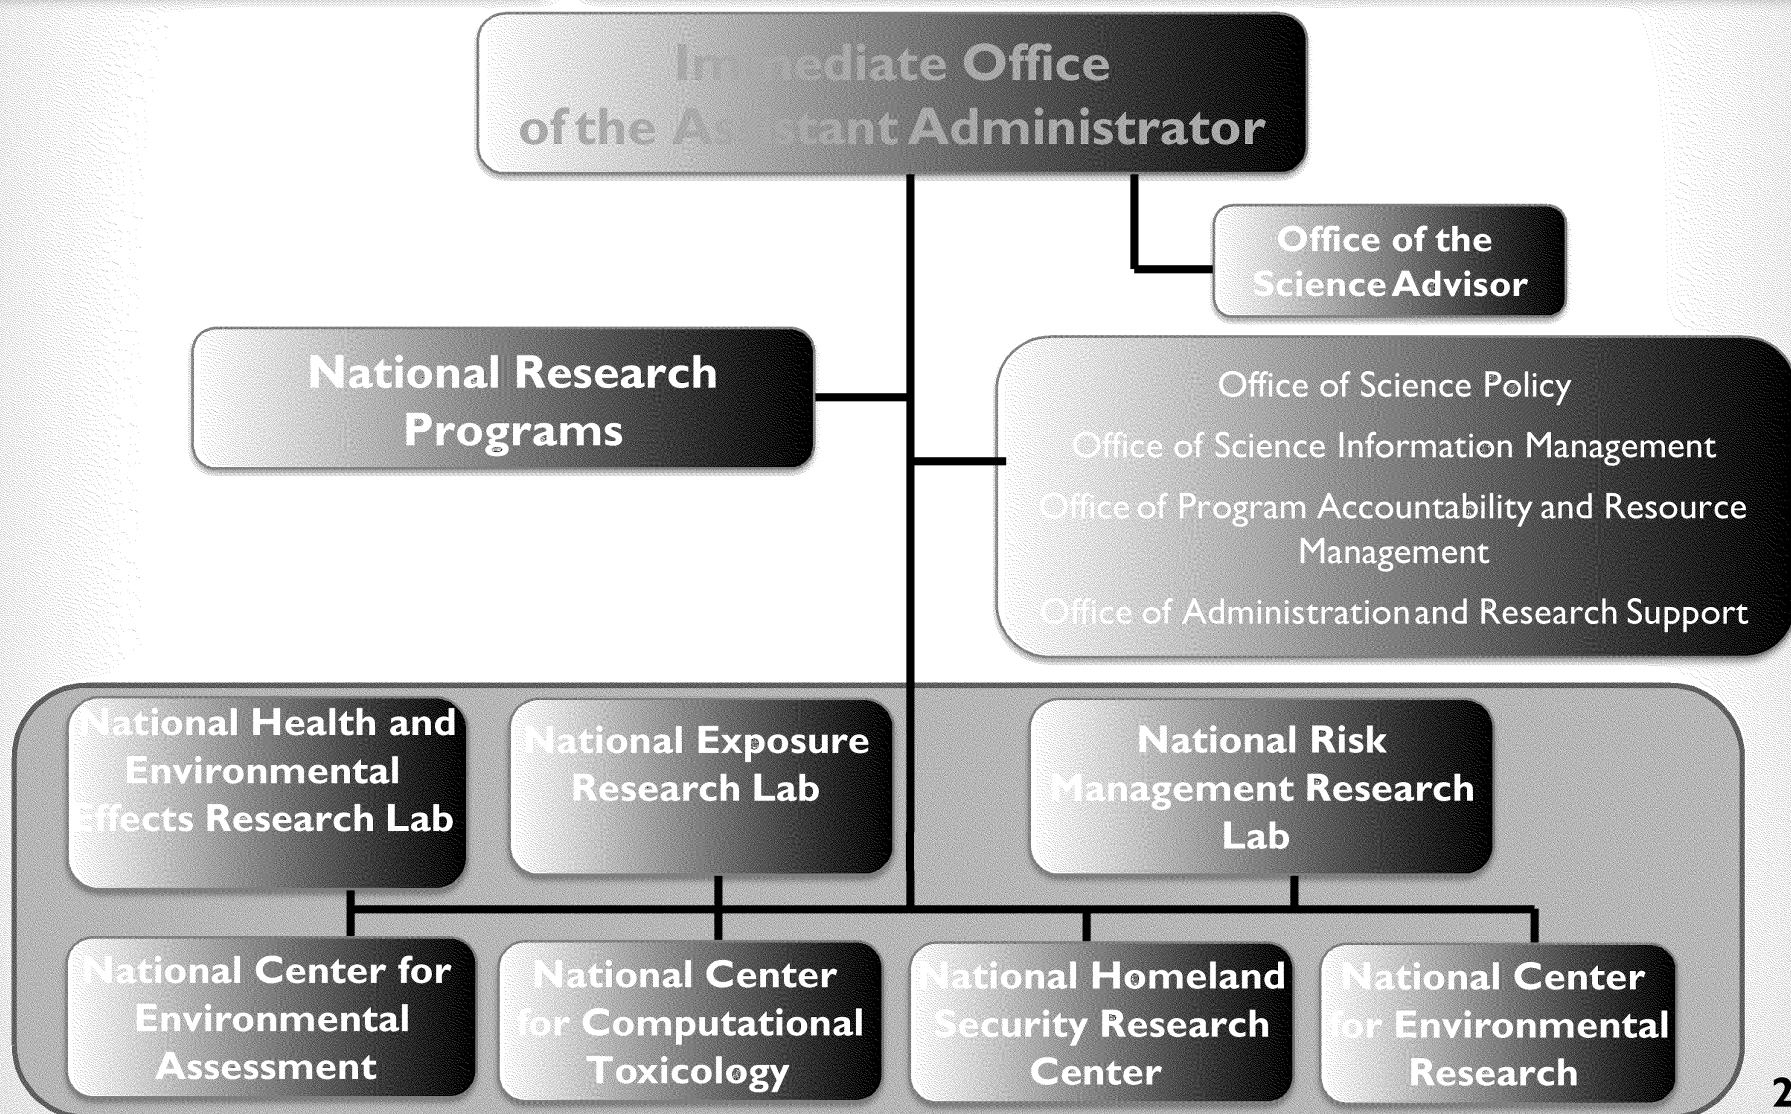 Immediate Office
of the Assistant Administrator
Office of the
Science Advisor
National Research
Programs
Office of Science Policy
Office of Science Information Management
Office of Program Accountability and Resource
Management
Office of Administration and Research Support
National Health and
Environmental
Effects Research Lab
National Exposure
Research Lab
National Risk
Management Research
Lab
National Center for
Environmental
Assessment
National Center
for Computational
Toxicology
National Homeland
Security Research
Center
National Center
for Environmental
Research
2